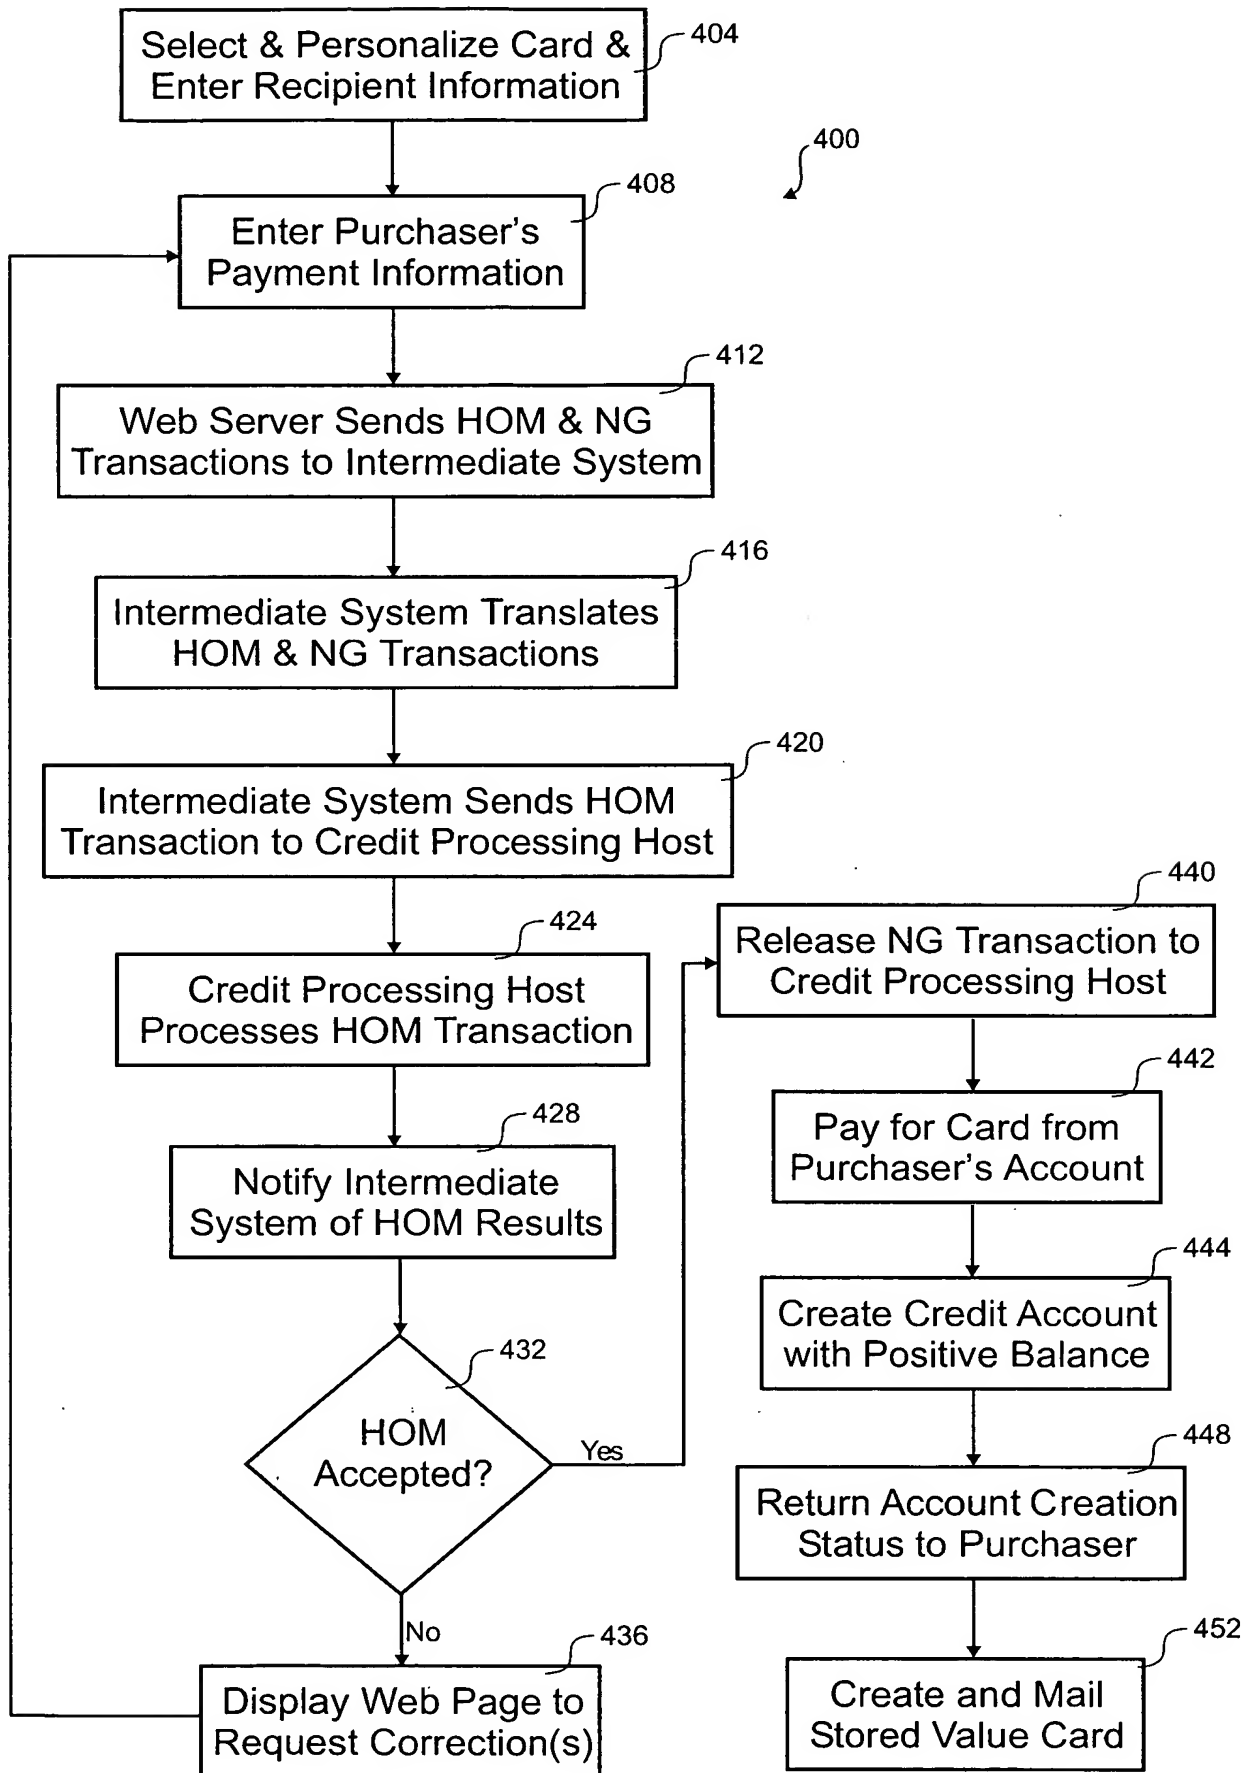 Select & Personalize Card &
Enter Recipient Information
404
400
408
Enter Purchaser's
Payment Information
412
Web Server Sends HOM & NG
Transactions to Intermediate System
416
Intermediate System Translates
HOM & NG Transactions
420
Intermediate System Sends HOM
Transaction to Credit Processing Host
424
Credit Processing Host
Processes HOM Transaction
428
Notify Intermediate
System of HOM Results
432
HOM
Accepted?
Yes
No
436
Display Web Page to
Request Correction(s)
440
Release NG Transaction to
Credit Processing Host
442
Pay for Card from
Purchaser's Account
444
Create Credit Account
with Positive Balance
448
Return Account Creation
Status to Purchaser
452
Create and Mail
Stored Value Card